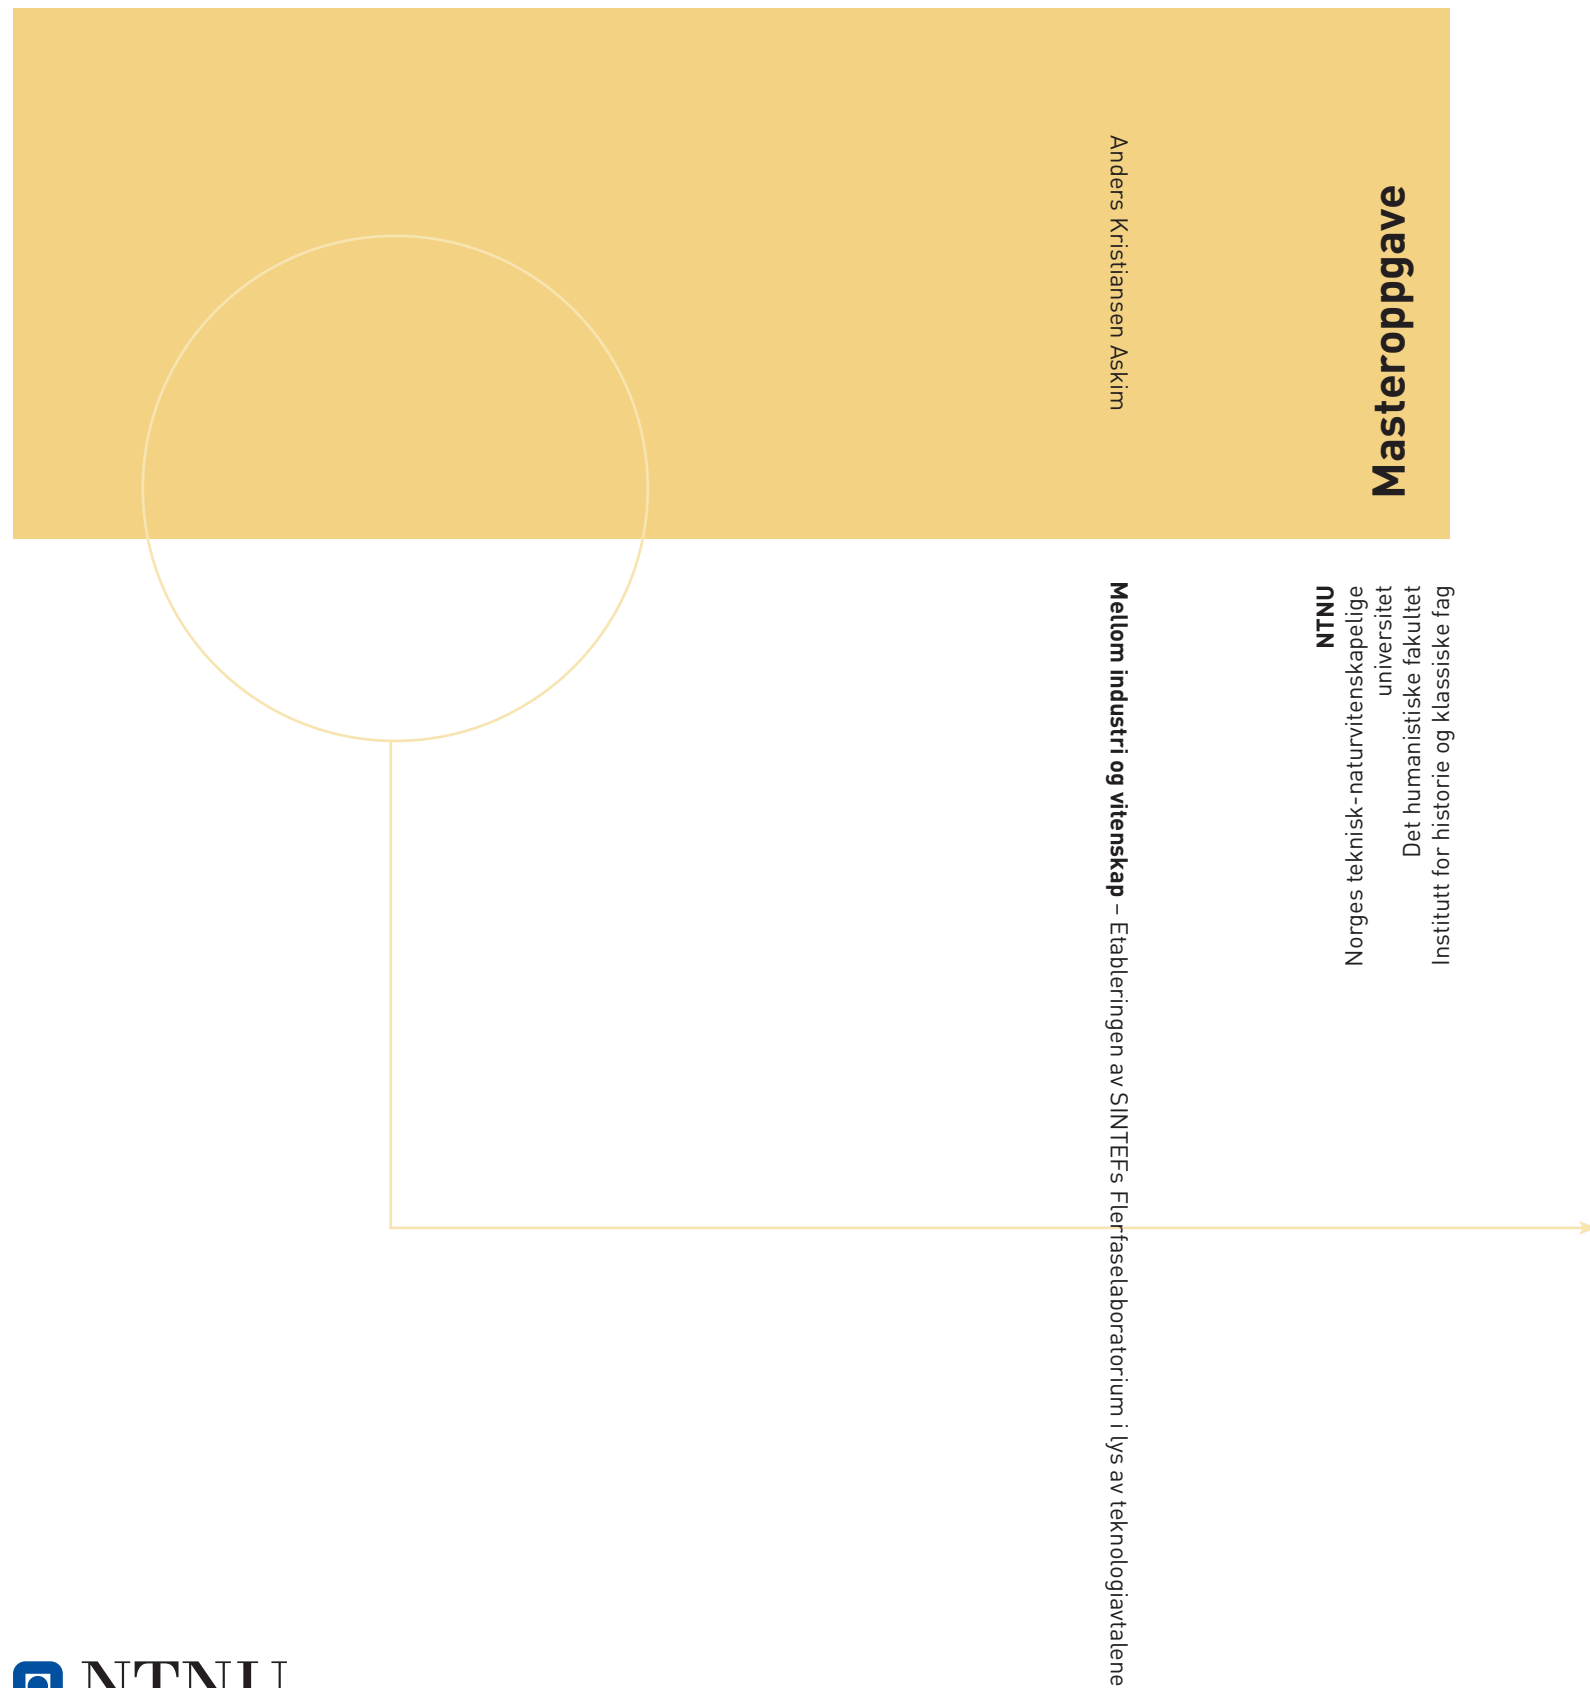 Anders Kristiansen Askim
Mellom industri og vitenskap – Etableringen av SINTEFs Flerfaselaboratorium i lys av teknologiavtalene
NTNU
Norges teknisk-naturvitenskapelige
universitet
Det humanistiske fakultet
Institutt for historie og klassiske fag
Masteroppgave
NTNU